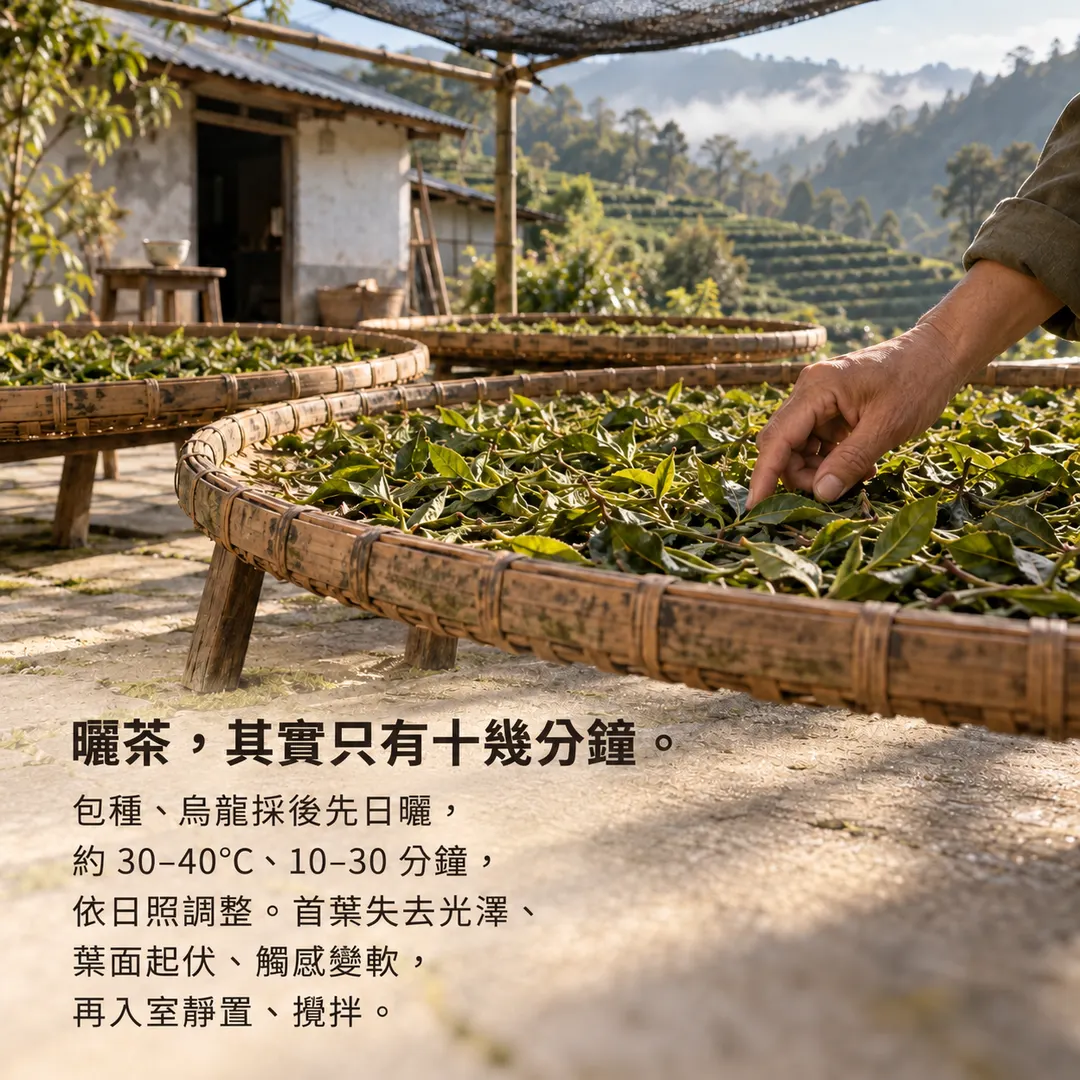 曬茶，其實只有十幾分鐘。
包種、烏龍採後先日曬，
約 30–40°C、10–30 分鐘，
依日照調整。首葉失去光澤、
葉面起伏、觸感變軟，
再入室靜置、攪拌。